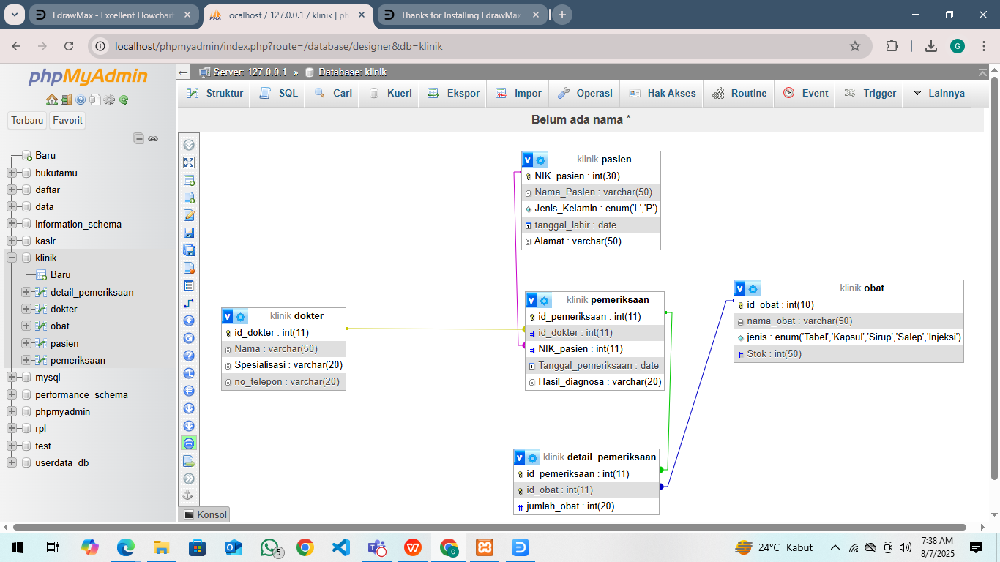 EdrawMax - Excellent Flowchart
localhost / 127.0.0.1 / klinik | ph
Thanks for Installing EdrawMax
localhost/phpmyadmin/index.php?route=/database/designer&db=klinik
G
phpMyAdmin
Terbaru
Favorit
Baru
bukutamu
daftar
data
information_schema
kasir
klinik
Baru
detail_pemeriksaan
dokter
obat
pasien
pemeriksaan
mysql
performance_schema
phpmyadmin
rpl
test
userdata_db
Server: 127.0.0.1 » Database: klinik
Struktur
SQL
Cari
Kueri
Ekspor
Impor
Operasi
Hak Akses
Routine
Event
Trigger
Lainnya
Belum ada nama *
klinik pasien
NIK_pasien : int(30)
Nama_Pasien : varchar(50)
Jenis_Kelamin : enum('L','P')
tanggal_lahir : date
Alamat : varchar(50)
klinik dokter
id_dokter : int(11)
Nama : varchar(50)
Spesialisasi : varchar(20)
no_telepon : varchar(20)
klinik pemeriksaan
id_pemeriksaan : int(11)
id_dokter : int(11)
NIK_pasien : int(11)
Tanggal_pemeriksaan : date
Hasil_diagnosa : varchar(20)
klinik obat
id_obat : int(10)
nama_obat : varchar(50)
jenis : enum('Tabel','Kapsul','Sirup','Salep','Injeksi')
Stok : int(50)
klinik detail_pemeriksaan
id_pemeriksaan : int(11)
id_obat : int(11)
jumlah_obat : int(20)
Konsol
5
24°C Kabut
7:38 AM
8/7/2025